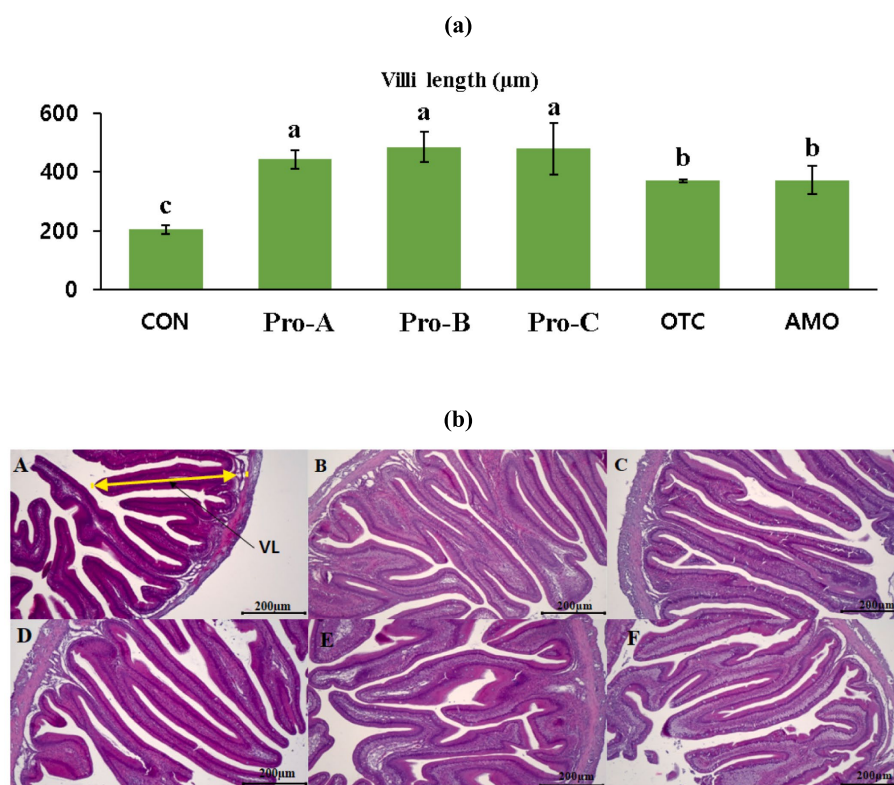 (a)
Villi length (µm)
600
400
200
0
c
a
a
a
b
b
CON
Pro-A
Pro-B
Pro-C
OTC
AMO
(b)
A
VL
200µm
B
200µm
C
200µm
D
200µm
E
200µm
F
200µm